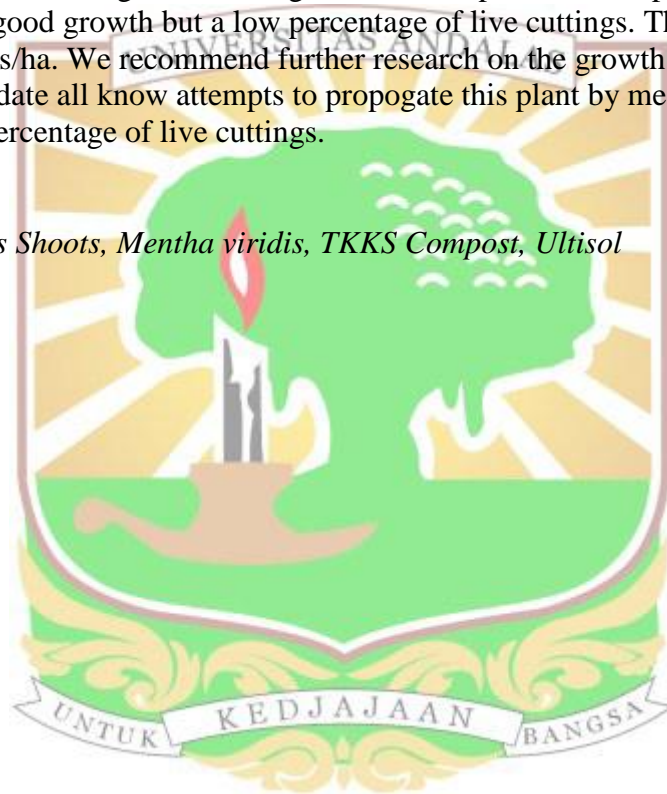 good growth but a low percentage of live cuttings. Th
UNIVERSITAS ANDALAS
s/ha. We recommend further research on the growth
date all know attempts to propogate this plant by me
ercentage of live cuttings.
s Shoots, Mentha viridis, TKKS Compost, Ultisol
UNTUK KEDJAJAAN BANGSA